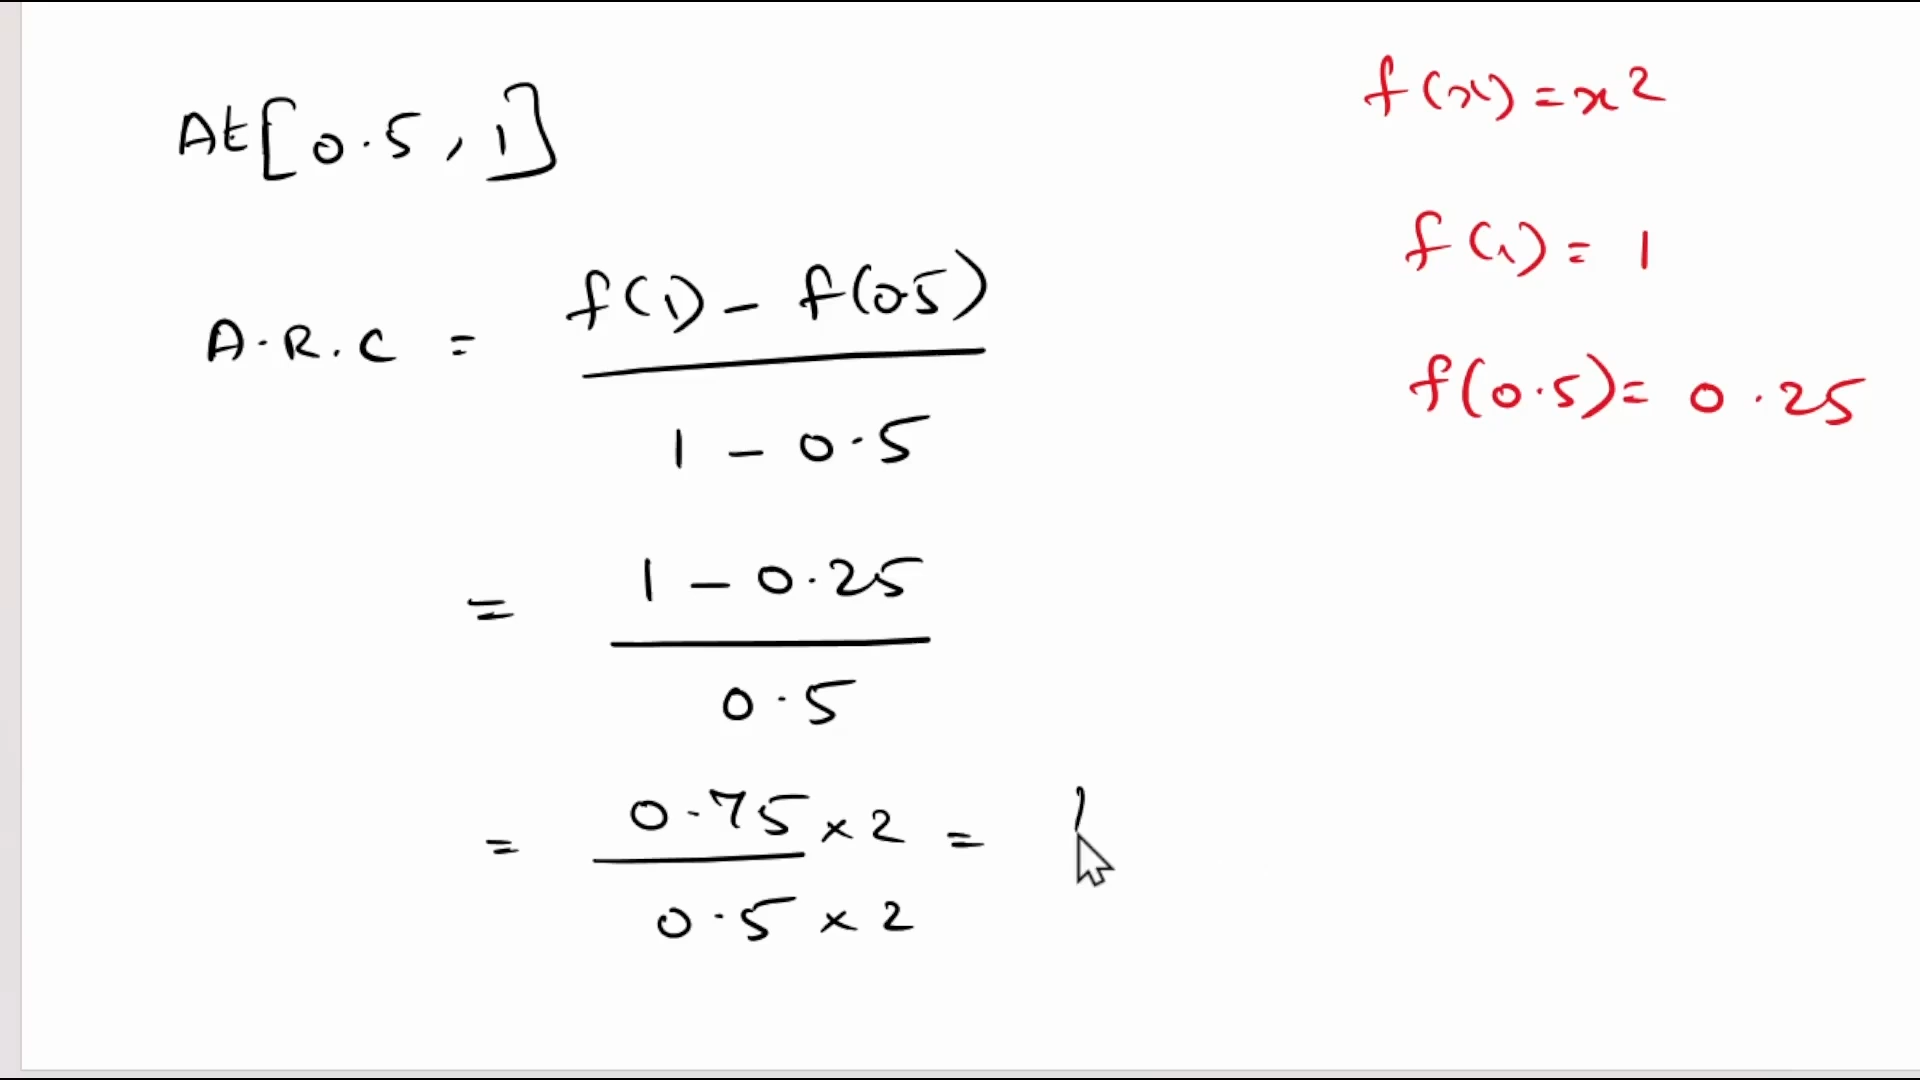 At[0.5, 1]
f(x) = x2
f(1) = 1
f(0.5) = 0.25
A.R.C = f(1) - f(0.5)
1 - 0.5
= 1 - 0.25
0.5
= 0.75 x 2 = 1
0.5 x 2